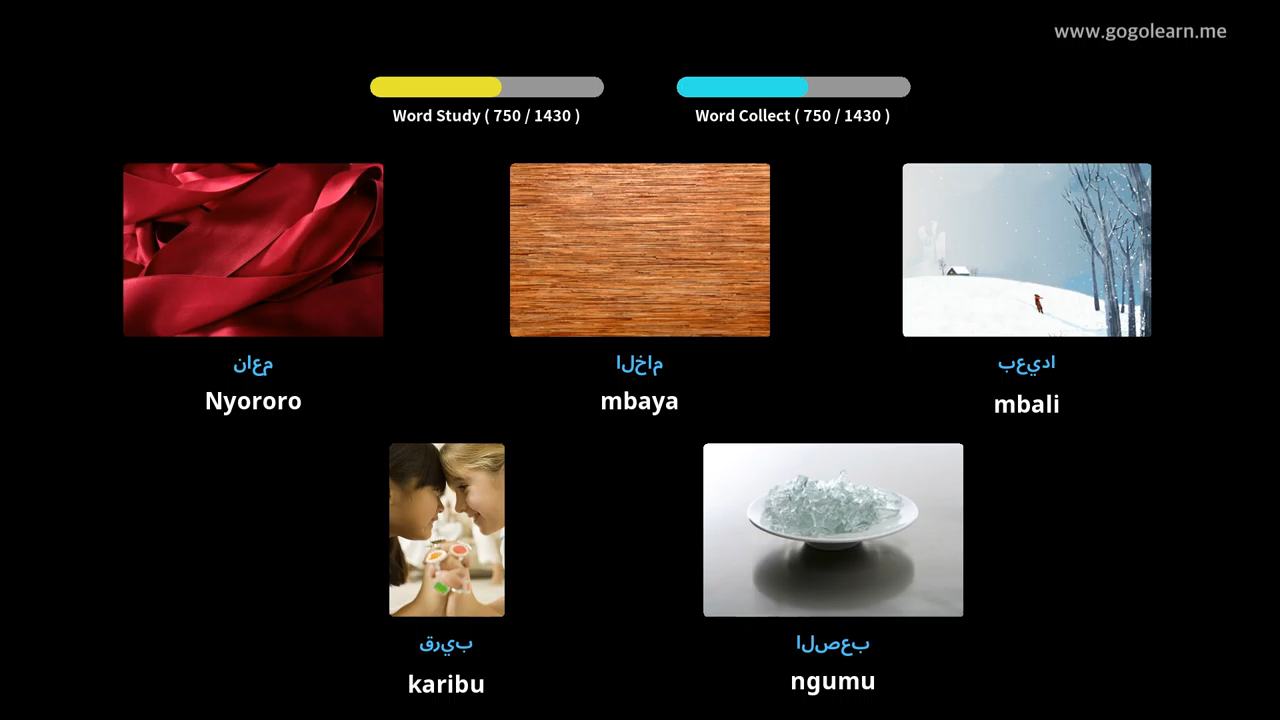 www.gogolearn.me
Word Study ( 750 / 1430 )
Word Collect ( 750 / 1430 )
ناعم
الخام
بعيدا
Nyororo
mbaya
mbali
قريب
الصعب
karibu
ngumu